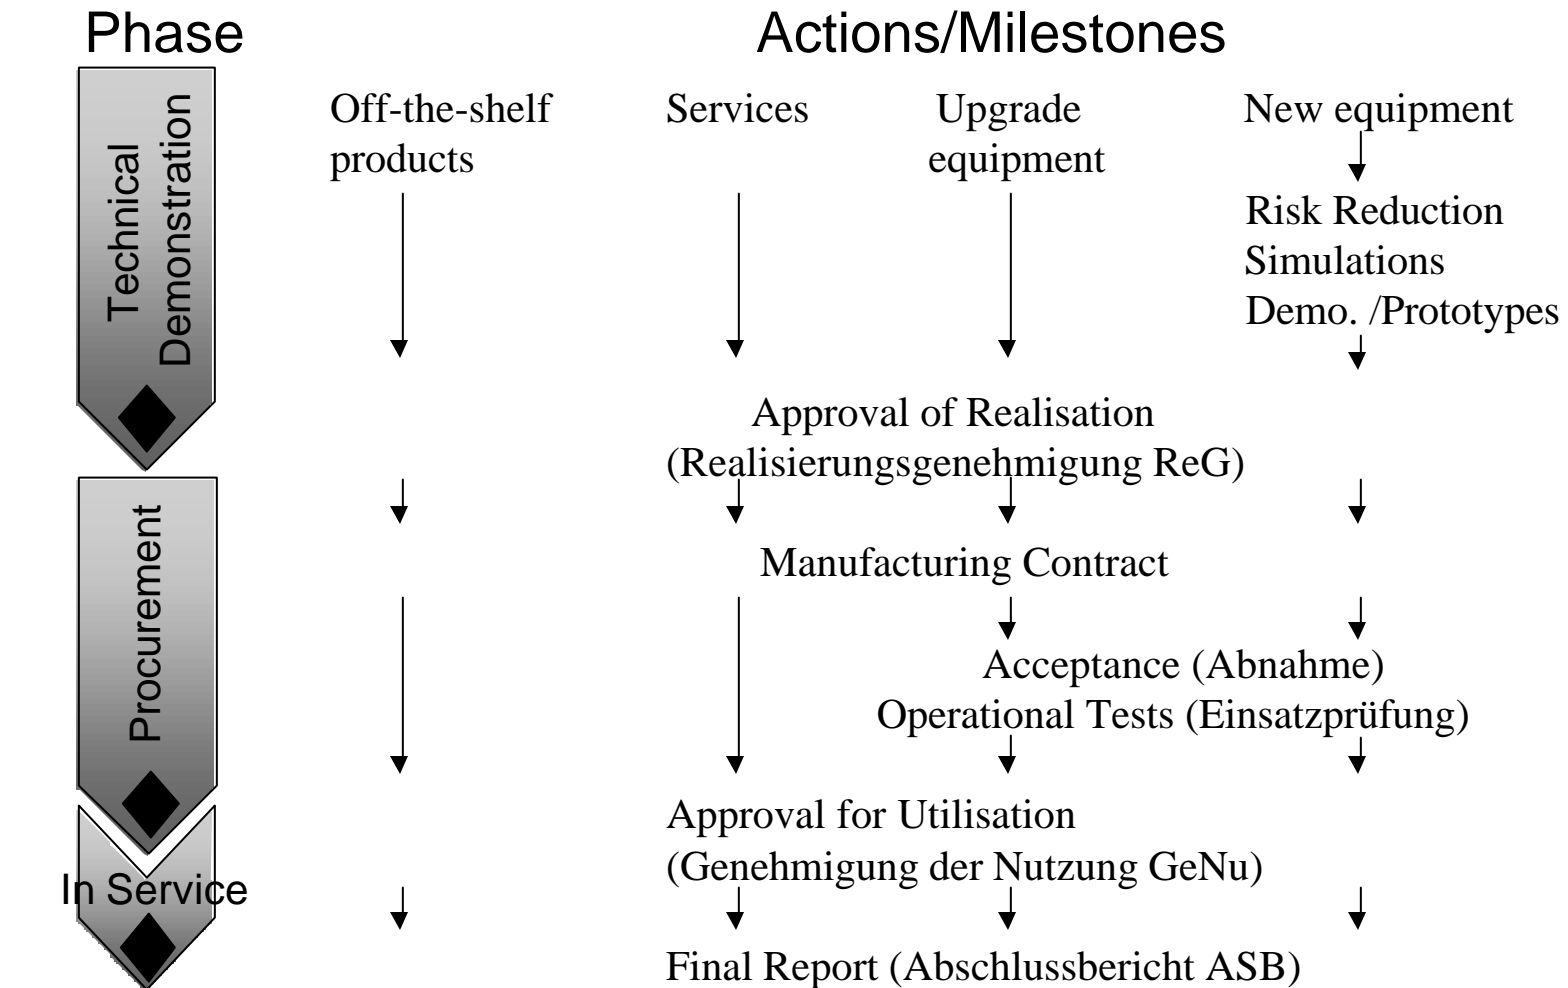 Phase
Actions/Milestones
Technical
Demonstration
Off-the-shelf
products
Services
Upgrade
equipment
New equipment
Risk Reduction
Simulations
Demo. /Prototypes
Approval of Realisation
(Realisierungsgenehmigung ReG)
Procurement
Manufacturing Contract
Acceptance (Abnahme)
Operational Tests (Einsatzprüfung)
Approval for Utilisation
(Genehmigung der Nutzung GeNu)
In Service
Final Report (Abschlussbericht ASB)